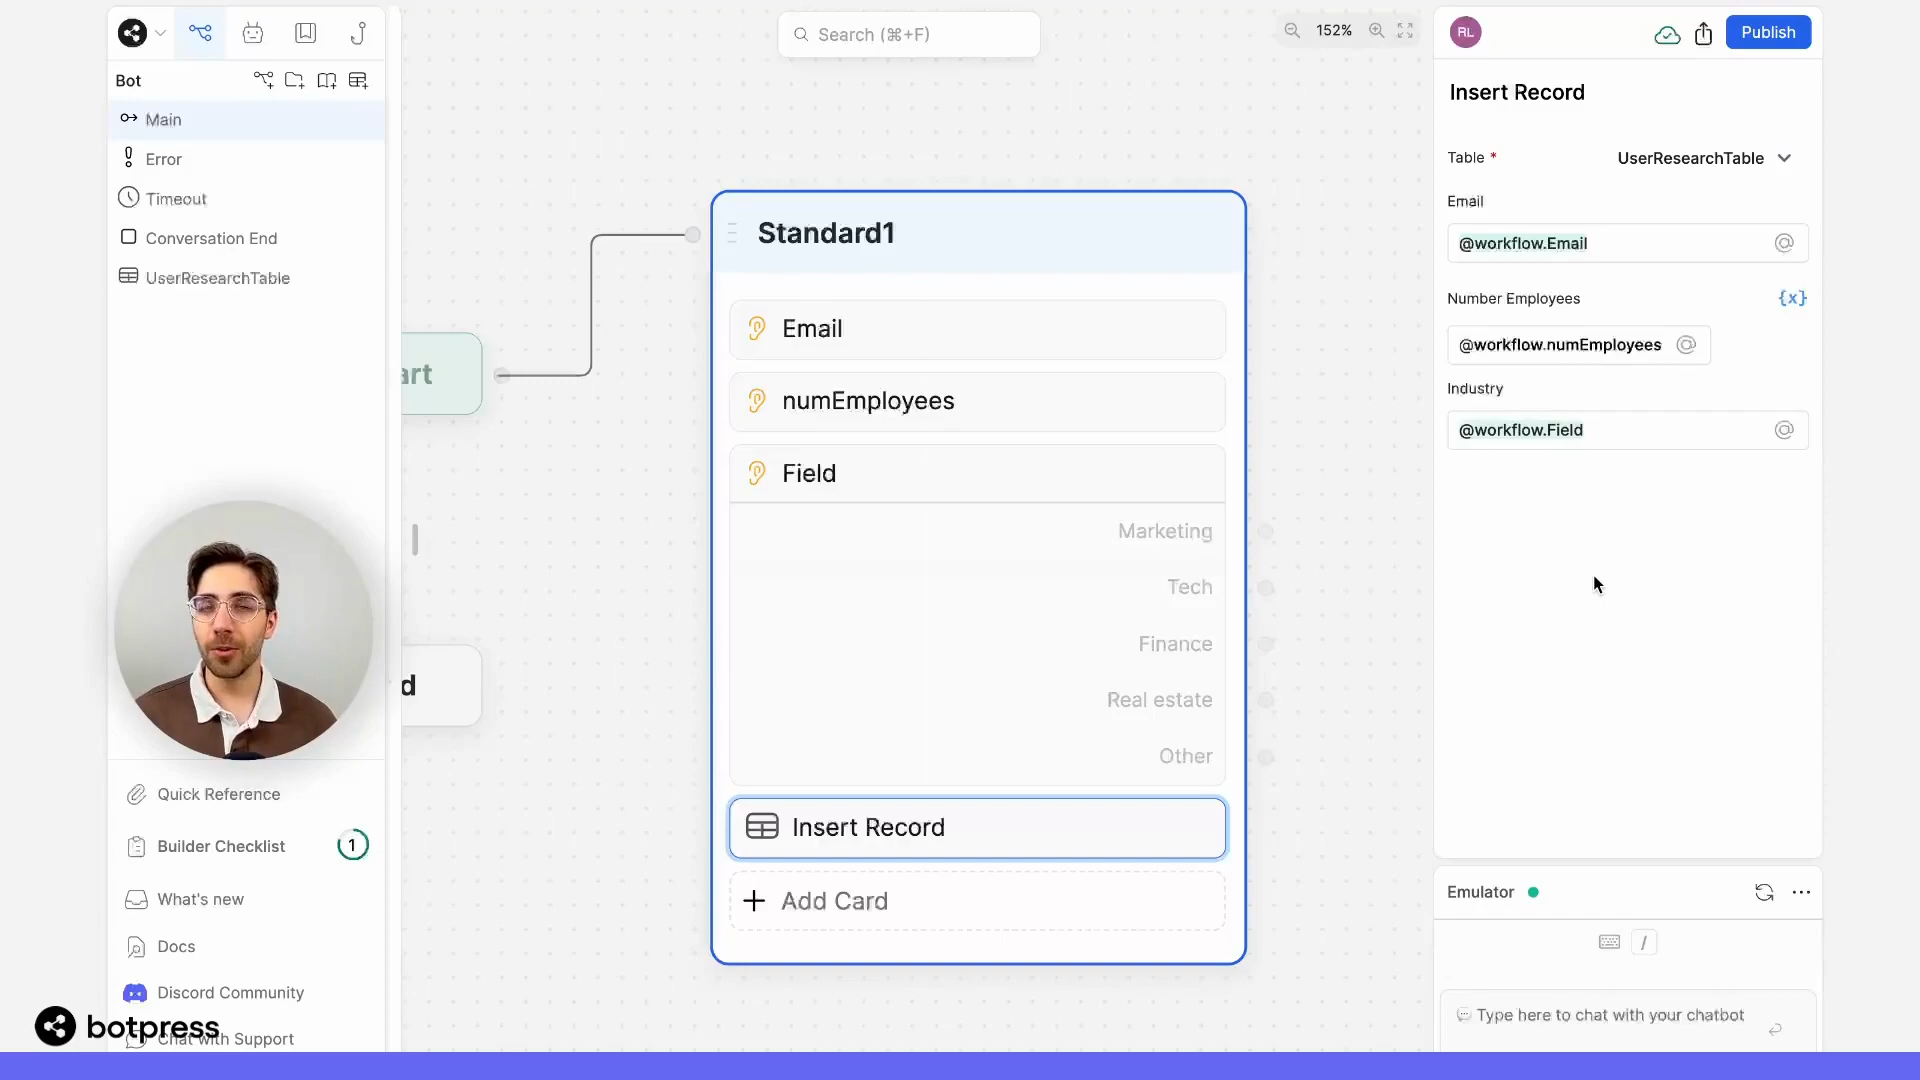 Search (⌘+F)
152%
RL
Publish
Bot
Main
Error
Timeout
Conversation End
UserResearchTable
art
d
Standard1
Email
numEmployees
Field
Marketing
Tech
Finance
Real estate
Other
Insert Record
Add Card
Insert Record
Table *
UserResearchTable
Email
@workflow.Email
Number Employees
{x}
@workflow.numEmployees
Industry
@workflow.Field
Quick Reference
Builder Checklist
1
What's new
Docs
Discord Community
Chat with Support
botpress
Emulator
/
Type here to chat with your chatbot